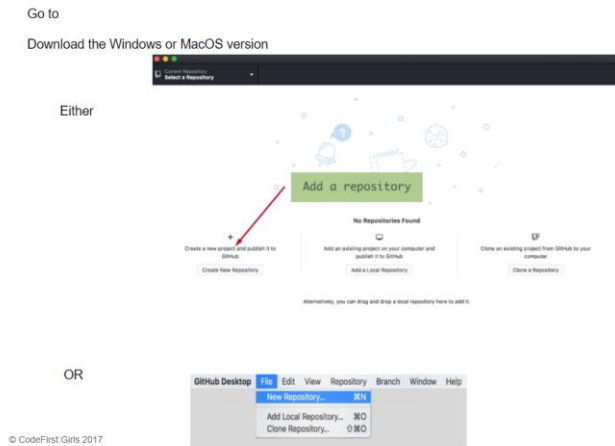 Go to
Download the Windows or MacOS version
Current Repository
Select a Repository
Either
Add a repository
No Repositories Found
Create a new project and publish it to
GitHub
Create New Repository
Add an existing project on your computer and
publish it to GitHub
Add a Local Repository
Clone an existing project from GitHub to your
computer
Clone a Repository
Alternatively, you can drag and drop a local repository here to add it.
OR
GitHub Desktop File Edit View Repository Branch Window Help
New Repository... ⌘N
Add Local Repository... ⌘O
Clone Repository... ⇧⌘O
© CodeFirst:Girls 2017